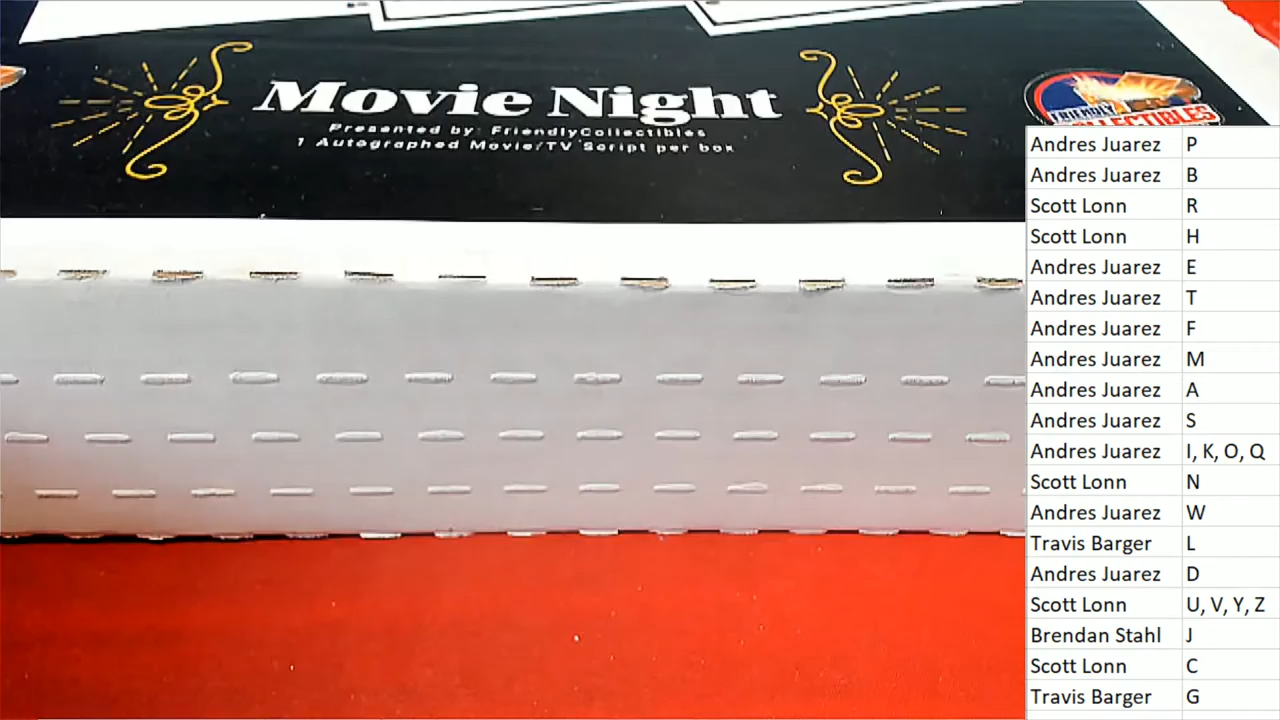 Movie Night
Presented by: FriendlyCollectibles
1 Autographed Movie/TV Script per box
FRIENDLY
COLLECTIBLES
Andres Juarez P
Andres Juarez B
Scott Lonn R
Scott Lonn H
Andres Juarez E
Andres Juarez T
Andres Juarez F
Andres Juarez M
Andres Juarez A
Andres Juarez S
Andres Juarez I, K, O, Q
Scott Lonn N
Andres Juarez W
Travis Barger L
Andres Juarez D
Scott Lonn U, V, Y, Z
Brendan Stahl J
Scott Lonn C
Travis Barger G